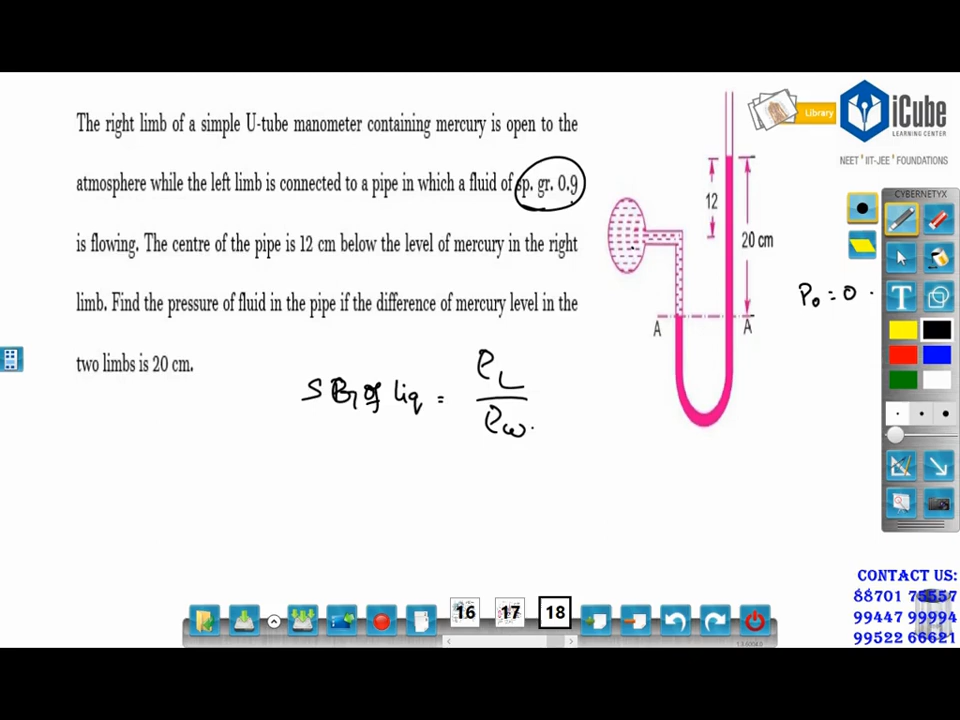 The right limb of a simple U-tube manometer containing mercury is open to the
atmosphere while the left limb is connected to a pipe in which a fluid of sp. gr. 0.9
is flowing. The centre of the pipe is 12 cm below the level of mercury in the right
limb. Find the pressure of fluid in the pipe if the difference of mercury level in the
two limbs is 20 cm.
of liq = ρL
ρω.
12
20 cm
A
A
P₀ = 0
Library
iCube
LEARNING CENTER
NEET ' IIT-JEE ' FOUNDATIONS
CYBERNETYX
T
16
17
18
CONTACT US:
88701 75557
99447 99994
99522 66621